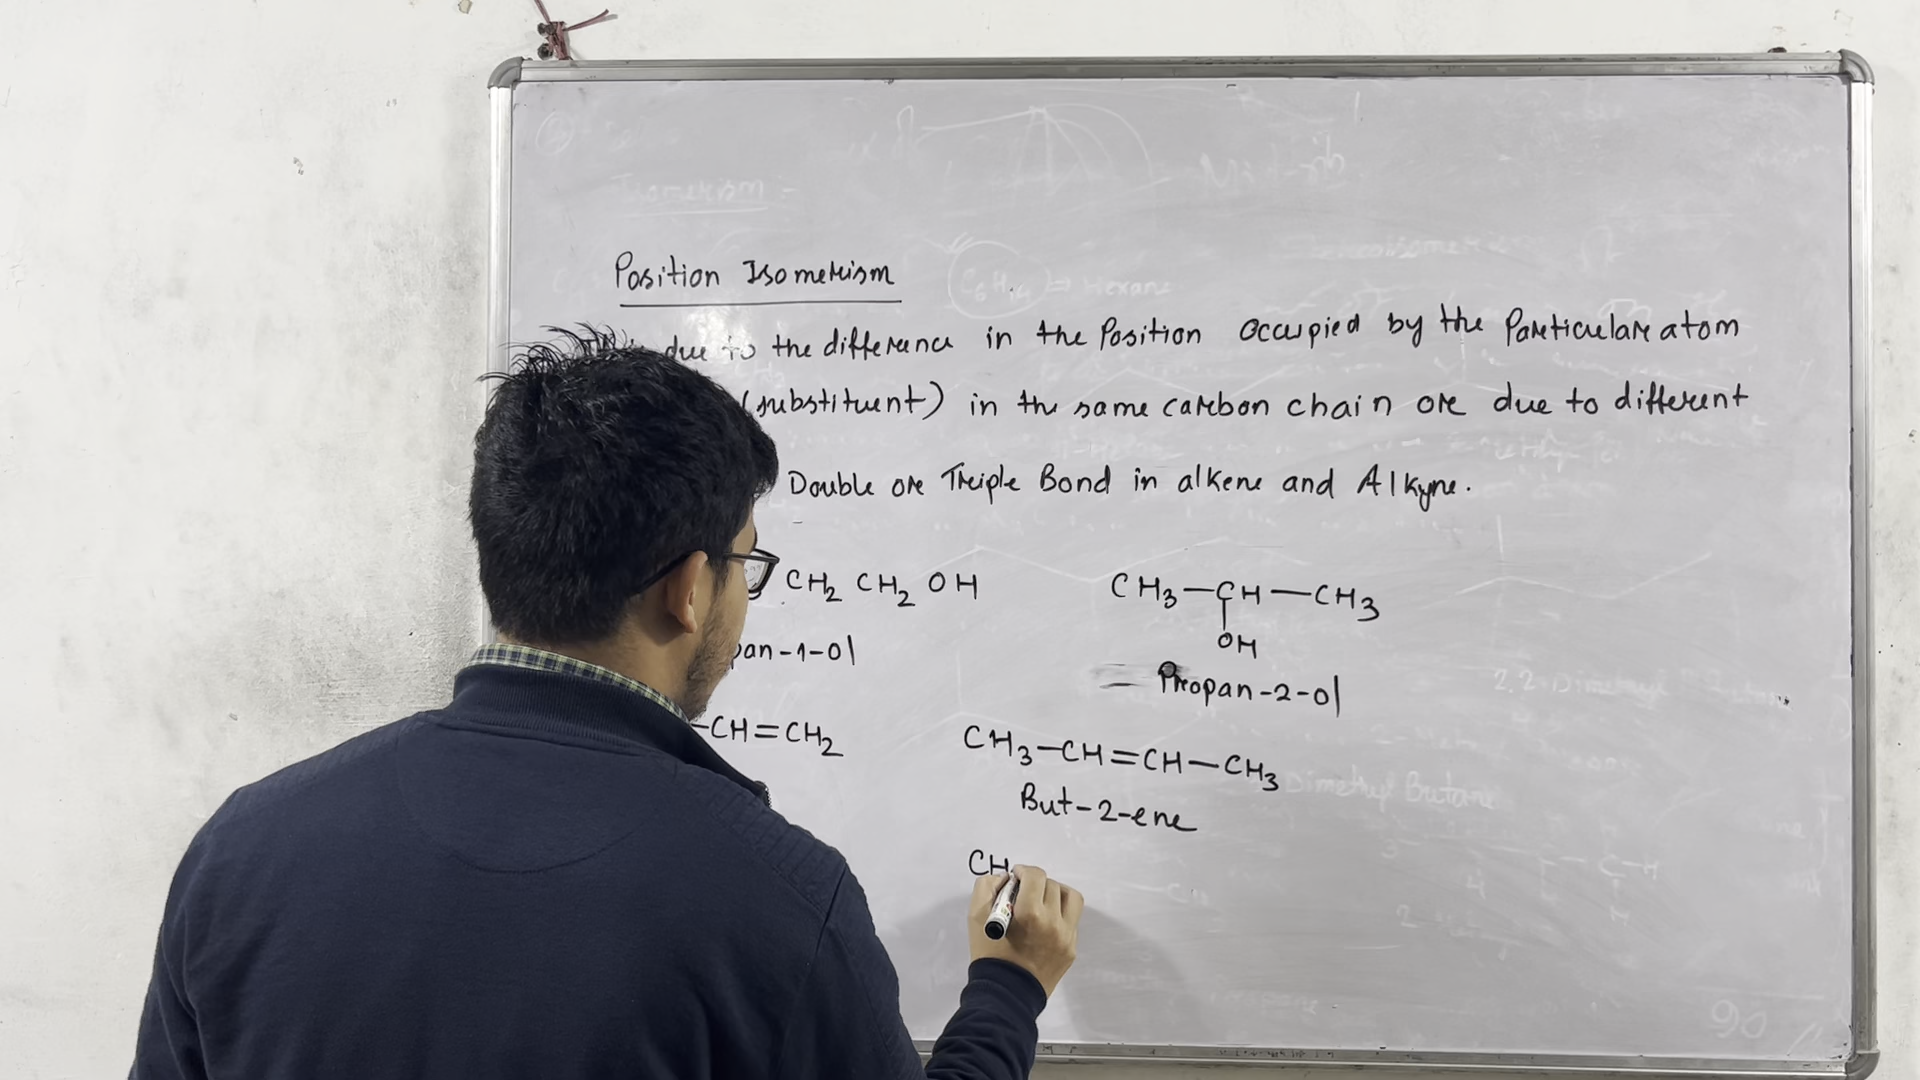 Position Isomerism
due to the difference in the Position occupied by the Particular atom
(substituent) in the same carbon chain or due to different
Double or Triple Bond in alkene and Alkyne.
CH2 CH2 OH CH3-CH-CH3
OH
pan-1-ol
Propan-2-ol
-CH=CH2 CH3-CH=CH-CH3
But-2-ene
CH